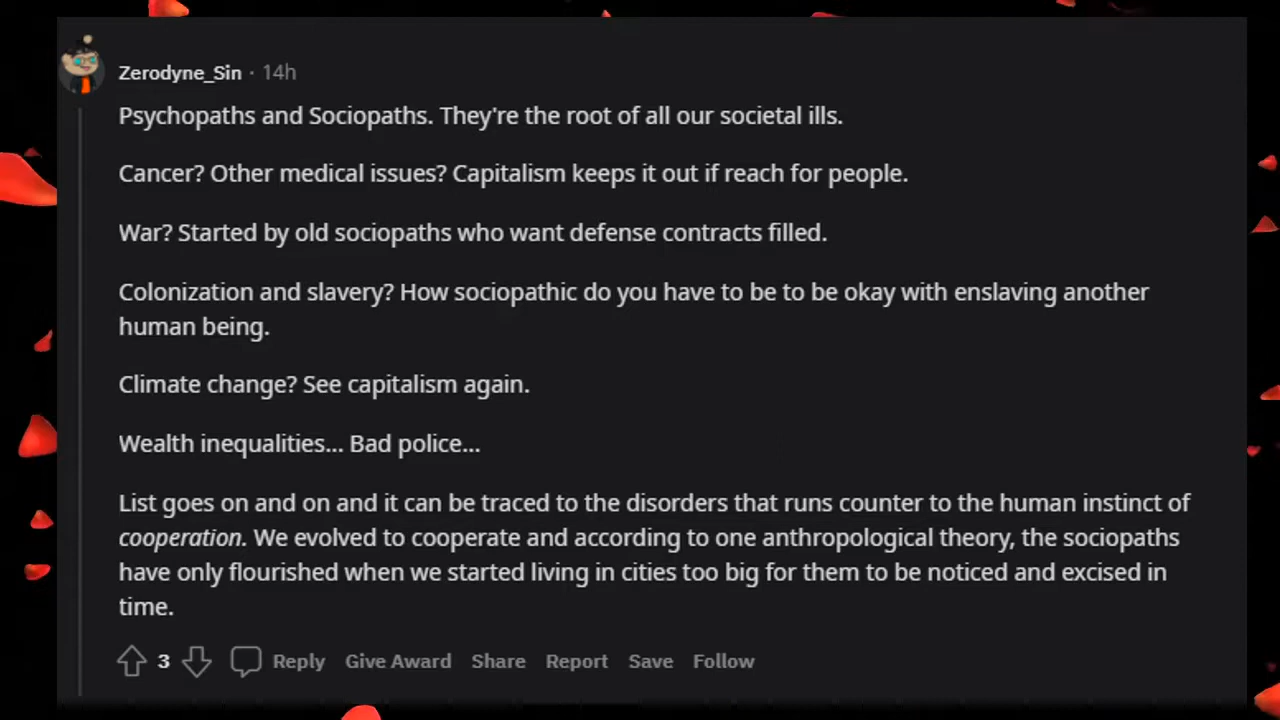 Zerodyne_Sin · 14h
Psychopaths and Sociopaths. They're the root of all our societal ills.
Cancer? Other medical issues? Capitalism keeps it out if reach for people.
War? Started by old sociopaths who want defense contracts filled.
Colonization and slavery? How sociopathic do you have to be to be okay with enslaving another
human being.
Climate change? See capitalism again.
Wealth inequalities... Bad police...
List goes on and on and it can be traced to the disorders that runs counter to the human instinct of
cooperation. We evolved to cooperate and according to one anthropological theory, the sociopaths
have only flourished when we started living in cities too big for them to be noticed and excised in
time.
3 Reply Give Award Share Report Save Follow